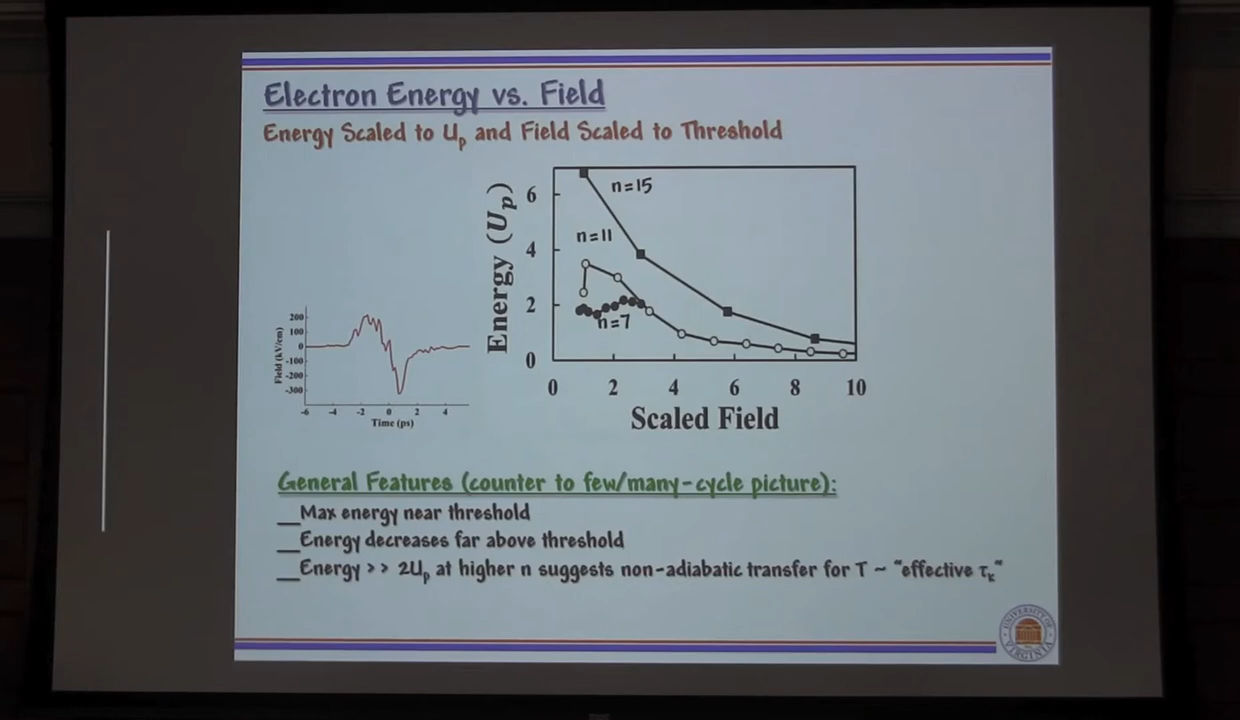 Electron Energy vs. Field
Energy Scaled to Up and Field Scaled to Threshold
Energy (Up)
6
4
2
0
n=15
n=11
n=7
0 2 4 6 8 10
Scaled Field
Field (kV/cm)
200
100
0
-100
-200
-300
-6 -4 -2 0 2 4
Time (ps)
General Features (counter to few/many-cycle picture):
__Max energy near threshold
__Energy decreases far above threshold
__Energy >> 2Up at higher n suggests non-adiabatic transfer for T ~ "effective τk"
UNIVERSITY OF
VIRGINIA